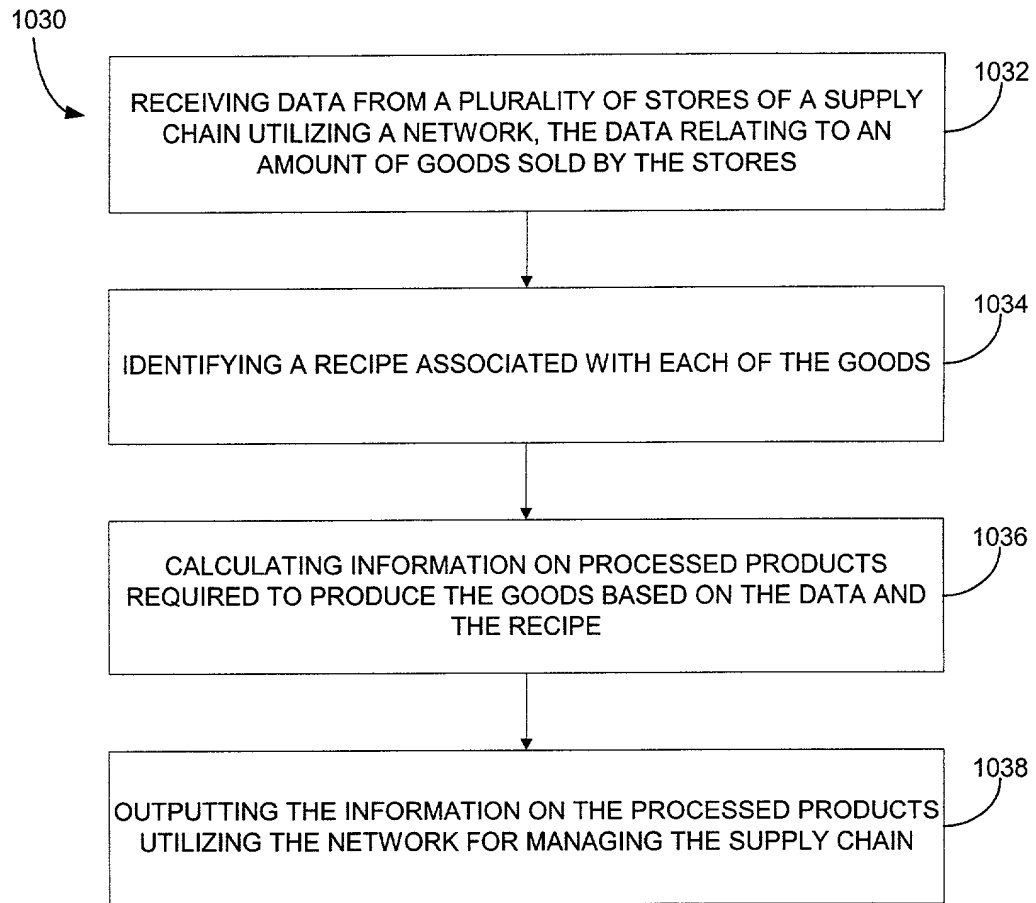 1030
1032
RECEIVING DATA FROM A PLURALITY OF STORES OF A SUPPLY
CHAIN UTILIZING A NETWORK, THE DATA RELATING TO AN
AMOUNT OF GOODS SOLD BY THE STORES
1034
IDENTIFYING A RECIPE ASSOCIATED WITH EACH OF THE GOODS
1036
CALCULATING INFORMATION ON PROCESSED PRODUCTS
REQUIRED TO PRODUCE THE GOODS BASED ON THE DATA AND
THE RECIPE
1038
OUTPUTTING THE INFORMATION ON THE PROCESSED PRODUCTS
UTILIZING THE NETWORK FOR MANAGING THE SUPPLY CHAIN